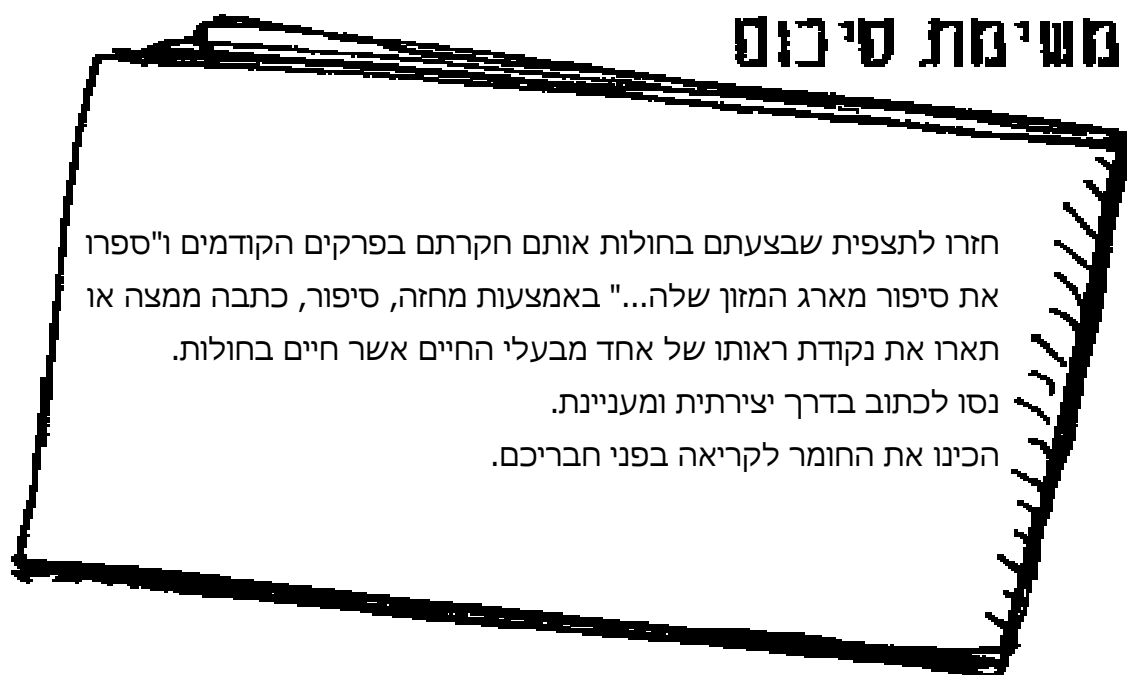 משימת סיכום
חזרו לתצפית שבצעתם בחולות אותם חקרתם בפרקים הקודמים ו"ספרו
את סיפור מארג המזון שלה..." באמצעות מחזה, סיפור, כתבה ממצה או
תארו את נקודת ראותו של אחד מבעלי החיים אשר חיים בחולות.
נסו לכתוב בדרך יצירתית ומעניינת.
הכינו את החומר לקריאה בפני חבריכם.